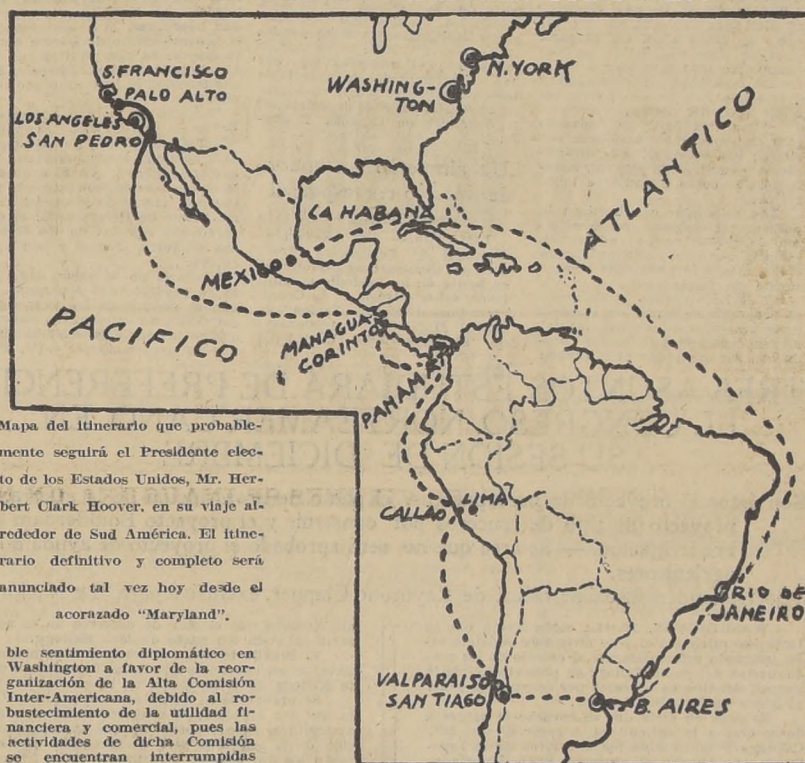 S. FRANCISCO
PALO ALTO
LOS ANGELES
SAN PEDRO
WASHING-
TON
N. YORK
ATLANTICO
LA HABANA
MEXICO
PACIFICO
MANAGUA
CORINTO
PANAMA
CALLAO
LIMA
RIO DE
JANEIRO
VALPARAISO
SANTIAGO
B. AIRES
Mapa del itinerario que probable-
mente seguirá el Presidente elec-
to de los Estados Unidos, Mr. Her-
bert Clark Hoover, en su viaje al-
rededor de Sud América. El itine-
rario definitivo y completo será
anunciado tal vez hoy desde el
acorazado "Maryland".
ble sentimiento diplomático en
Washington a favor de la reor-
ganización de la Alta Comisión
Inter-Americana, debido al ro-
bustecimiento de la utilidad fi-
nanciera y comercial, pues las
actividades de dicha Comisión
se encuentran interrumpidas